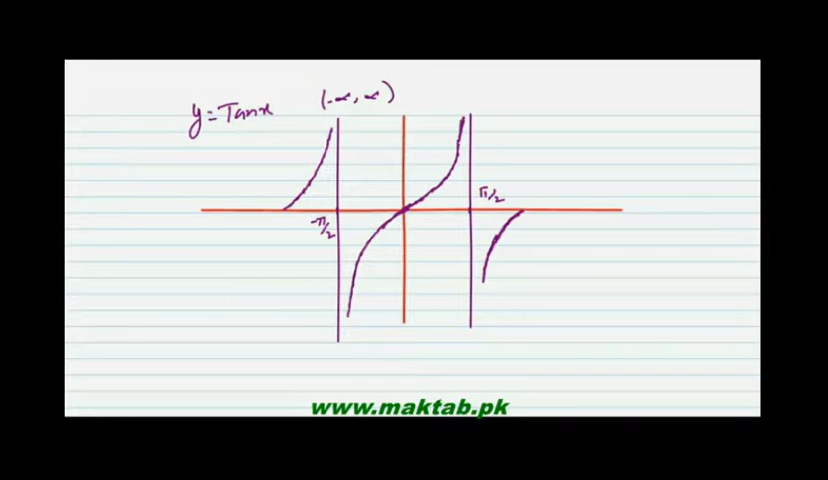 y = Tanx (-∞, ∞)
π/2
-π/2
www.maktab.pk